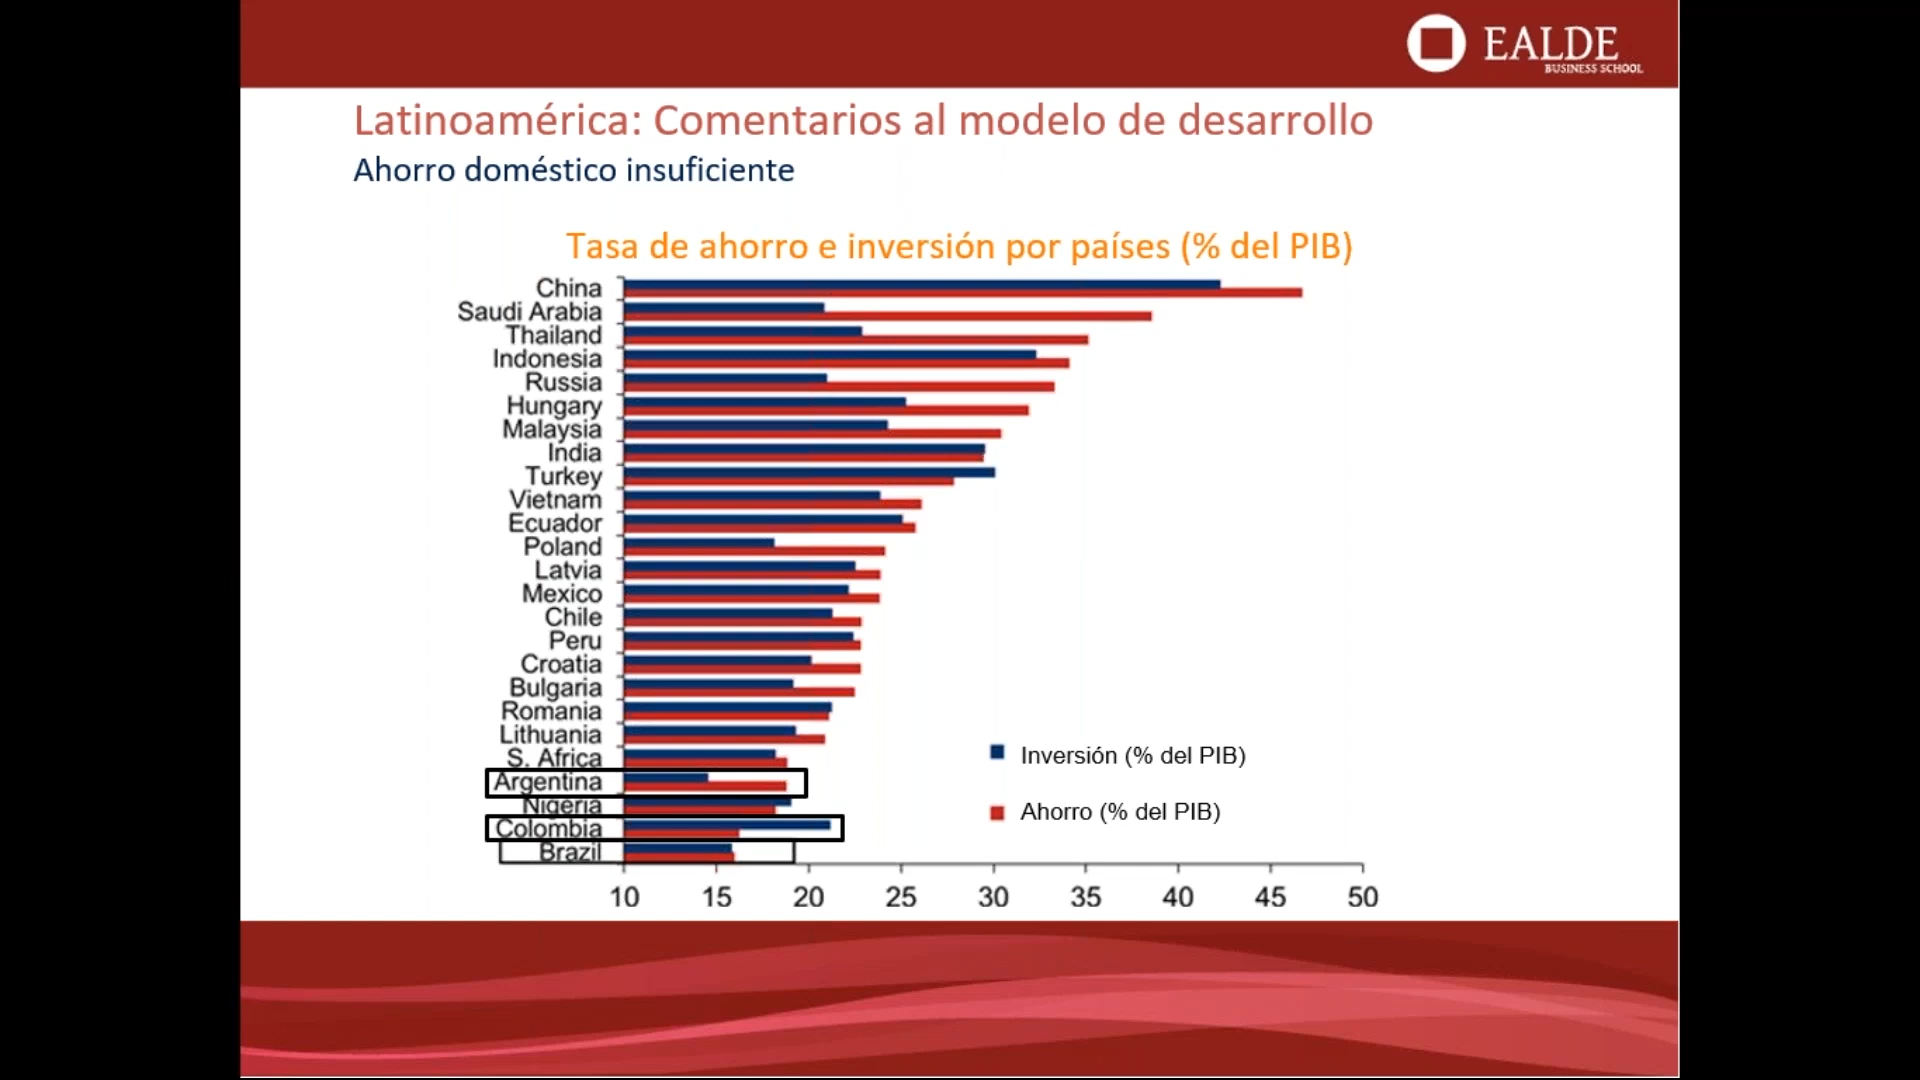 EALDE
BUSINESS SCHOOL
Latinoamérica: Comentarios al modelo de desarrollo
Ahorro doméstico insuficiente
Tasa de ahorro e inversión por países (% del PIB)
China
Saudi Arabia
Thailand
Indonesia
Russia
Hungary
Malaysia
India
Turkey
Vietnam
Ecuador
Poland
Latvia
Mexico
Chile
Peru
Croatia
Bulgaria
Romania
Lithuania
S. Africa
Argentina
Nigeria
Colombia
Brazil
Inversión (% del PIB)
Ahorro (% del PIB)
10 15 20 25 30 35 40 45 50